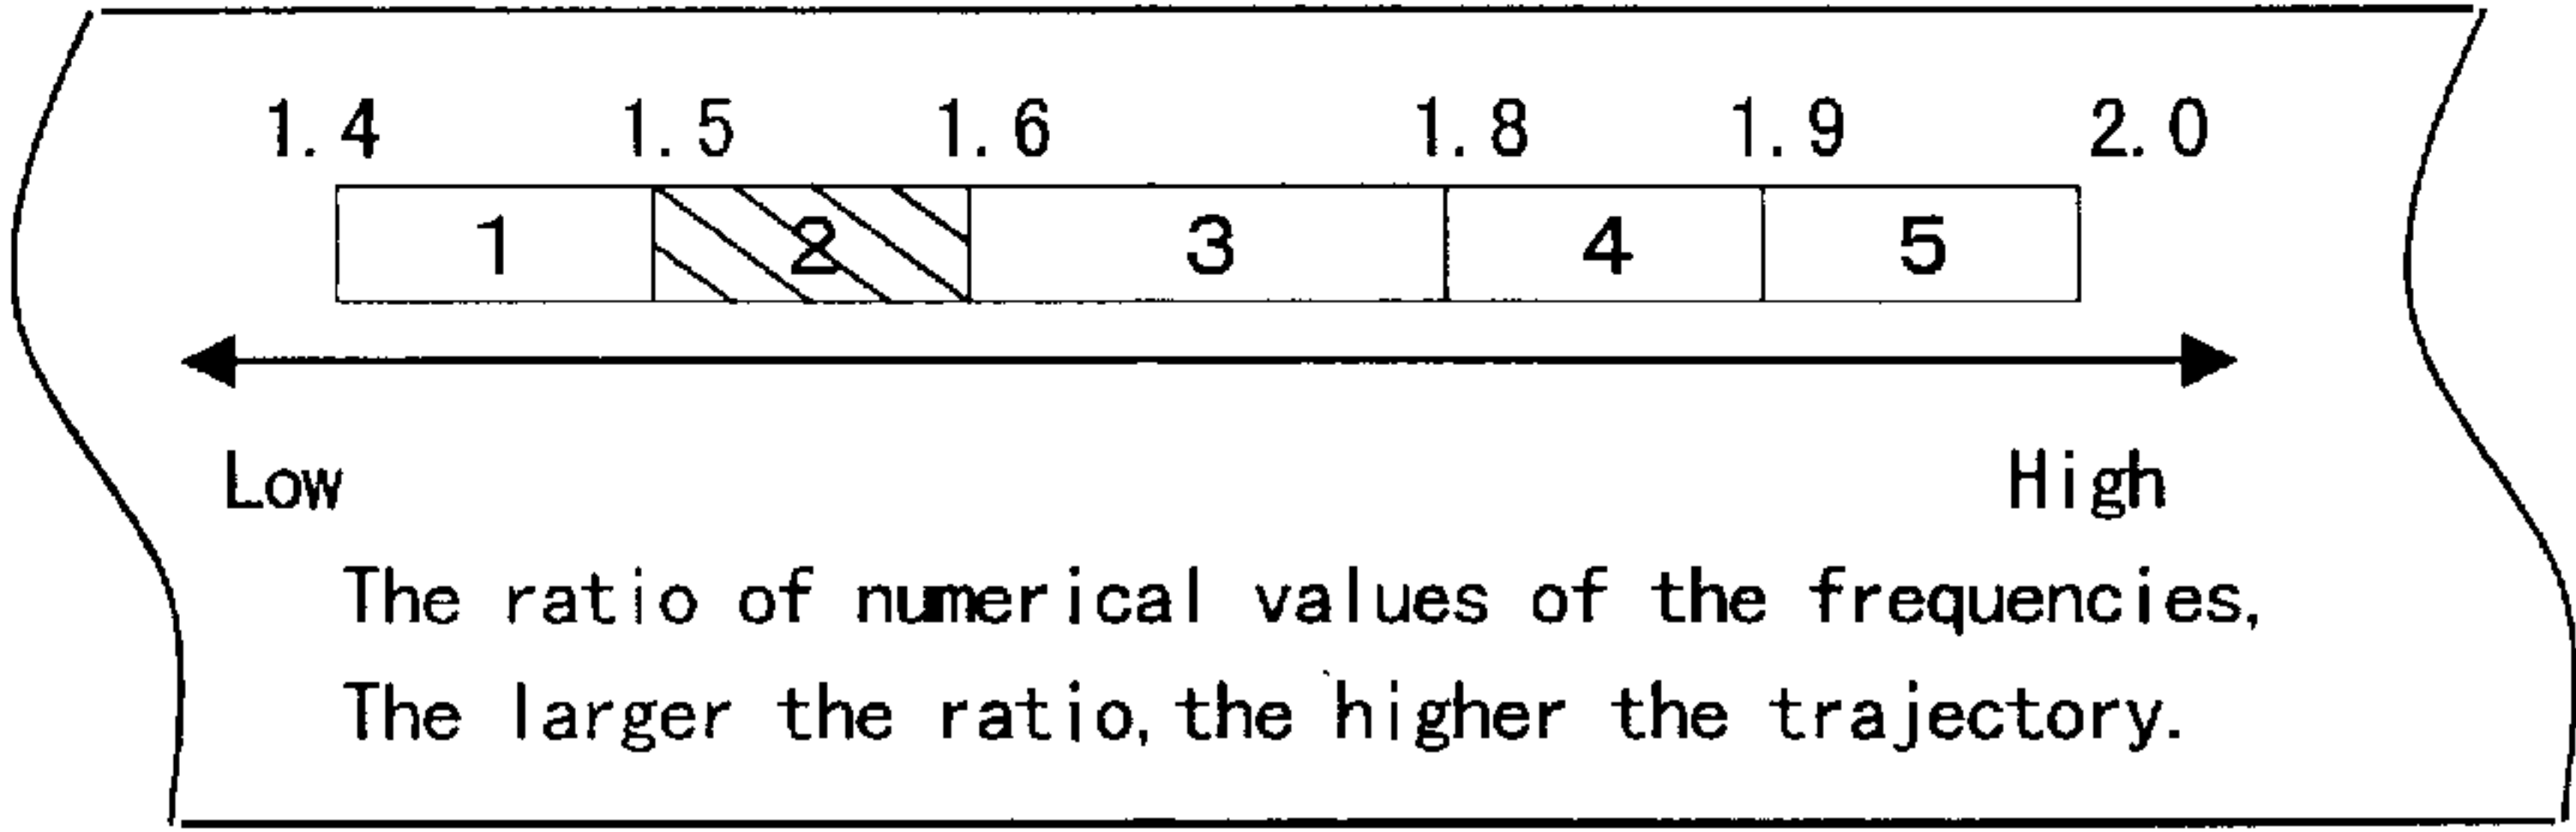 1.4 1.5 1.6 1.8 1.9 2.0
1 2 3 4 5
Low High
The ratio of numerical values of the frequencies,
The larger the ratio, the higher the trajectory.